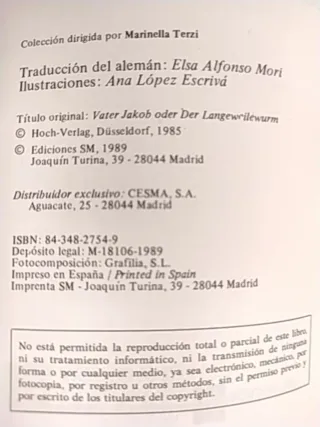 Colección dirigida por Marinella Terzi
Traducción del alemán: Elsa Alfonso Mori
Ilustraciones: Ana López Escrivá
Título original: Vater Jakob oder Der Langeweilewurm
© Hoch-Verlag, Düsseldorf, 1985
© Ediciones SM, 1989
Joaquín Turina, 39 - 28044 Madrid
Distribuidor exclusivo: CESMA, S.A.
Aguacate, 25 - 28044 Madrid
ISBN: 84-348-2754-9
Depósito legal: M-18106-1989
Fotocomposición: Grafilia, S.L.
Impreso en España / Printed in Spain
Imprenta SM - Joaquín Turina, 39 - 28044 Madrid
No está permitida la reproducción total o parcial de este libro,
ni su tratamiento informático, ni la transmisión de ninguna
forma o por cualquier medio, ya sea electrónico, mecánico, por
fotocopia, por registro u otros métodos, sin el permiso previo y
por escrito de los titulares del copyright.